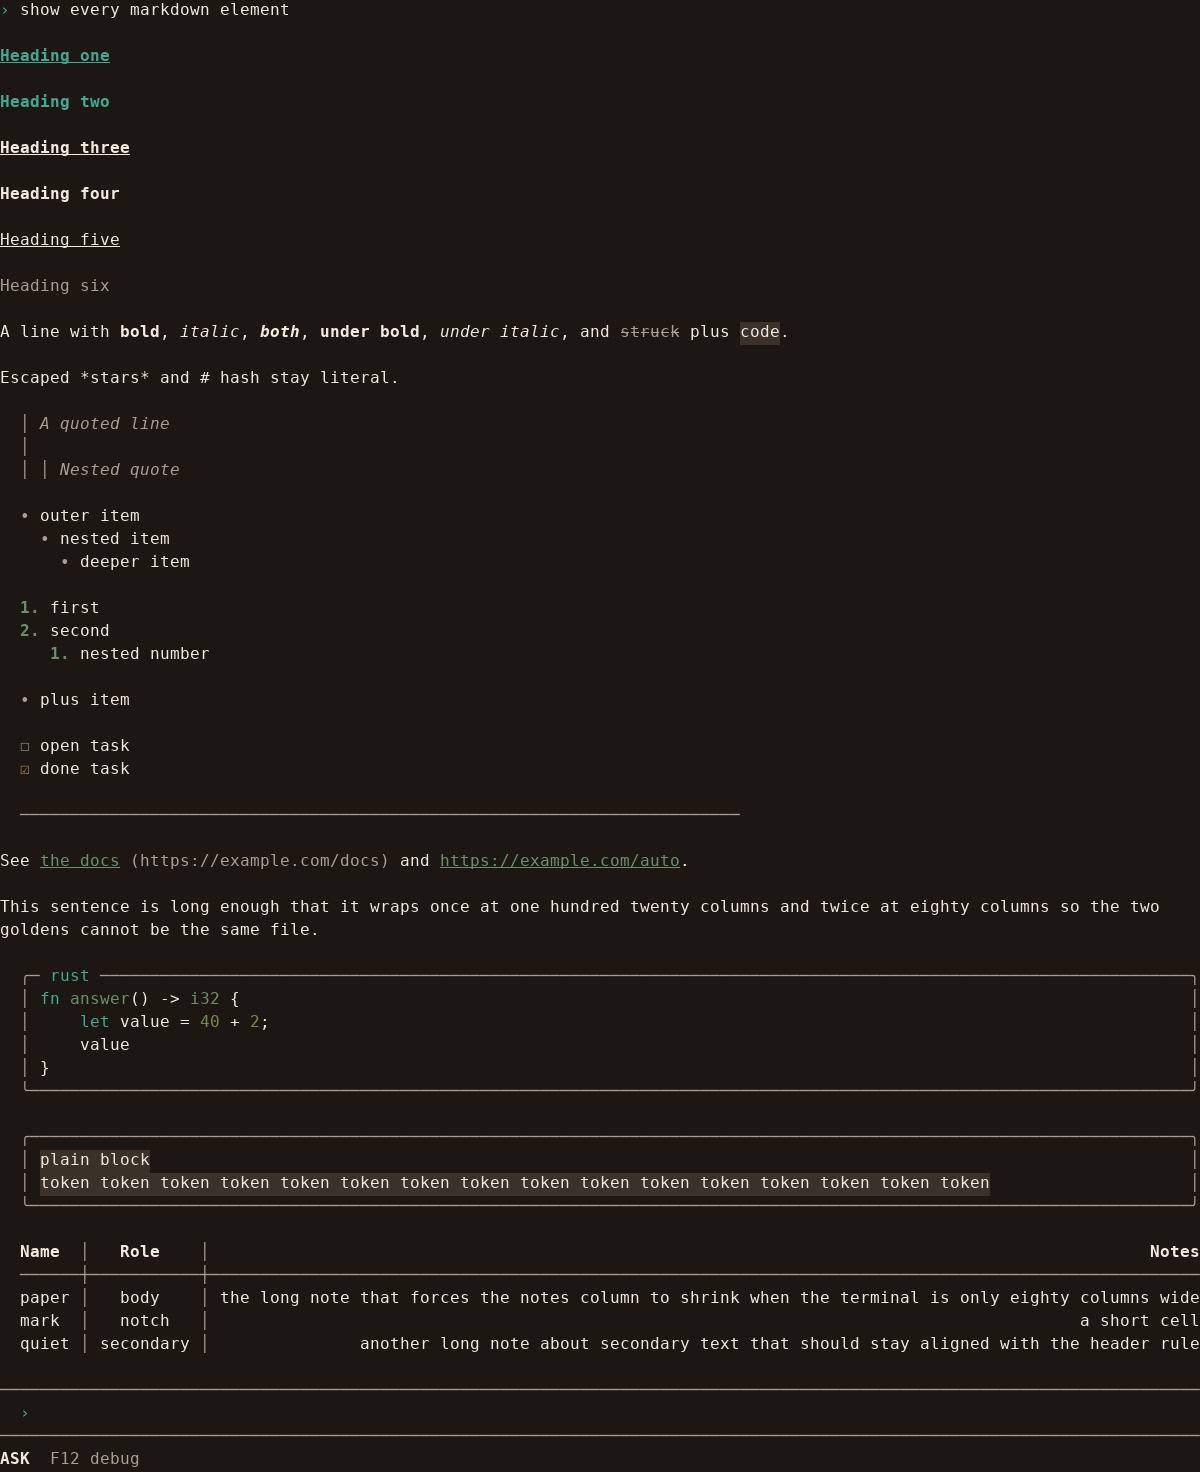 › show every markdown element
Heading one
Heading two
Heading three
Heading four
Heading five
Heading six
A line with bold, italic, both, under bold, under italic, and struck plus code.
Escaped *stars* and # hash stay literal.
│ A quoted line
│
│ │ Nested quote
• outer item
• nested item
• deeper item
1. first
2. second
1. nested number
• plus item
☐ open task
☑ done task
See the docs (https://example.com/docs) and https://example.com/auto.
This sentence is long enough that it wraps once at one hundred twenty columns and twice at eighty columns so the two
goldens cannot be the same file.
rust
fn answer() -> i32 {
    let value = 40 + 2;
    value
}
plain block
token token token token token token token token token token token token token token token token
Name │ Role │ Notes
paper │ body │ the long note that forces the notes column to shrink when the terminal is only eighty columns wide
mark │ notch │ a short cell
quiet │ secondary │ another long note about secondary text that should stay aligned with the header rule
›
ASK F12 debug